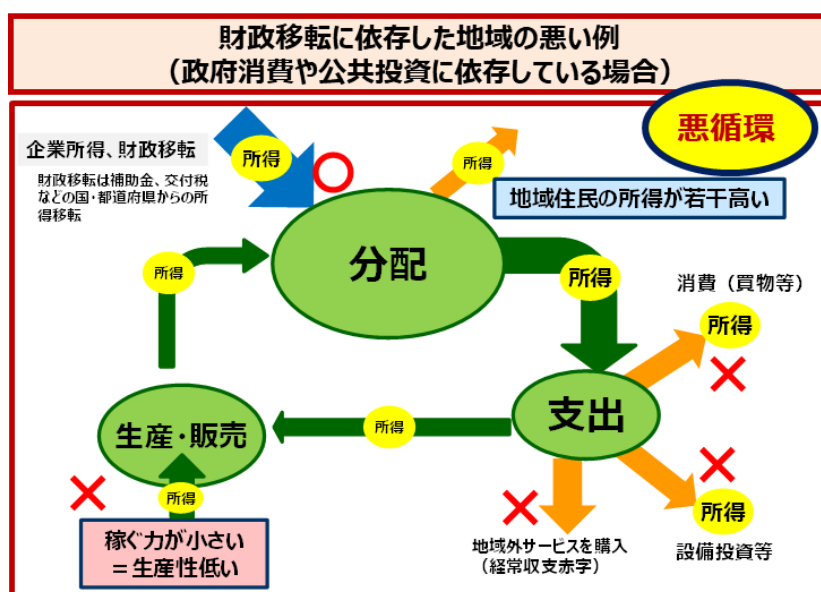 財政移転に依存した地域の悪い例
（政府消費や公共投資に依存している場合）
悪循環
企業所得、財政移転
財政移転は補助金、交付税
などの国・都道府県からの所
得移転
所得
所得
地域住民の所得が若干高い
分配
所得
所得
消費（買物等）
所得
支出
生産・販売
所得
所得
稼ぐ力が小さい
＝生産性低い
地域外サービスを購入
（経常収支赤字）
所得
設備投資等